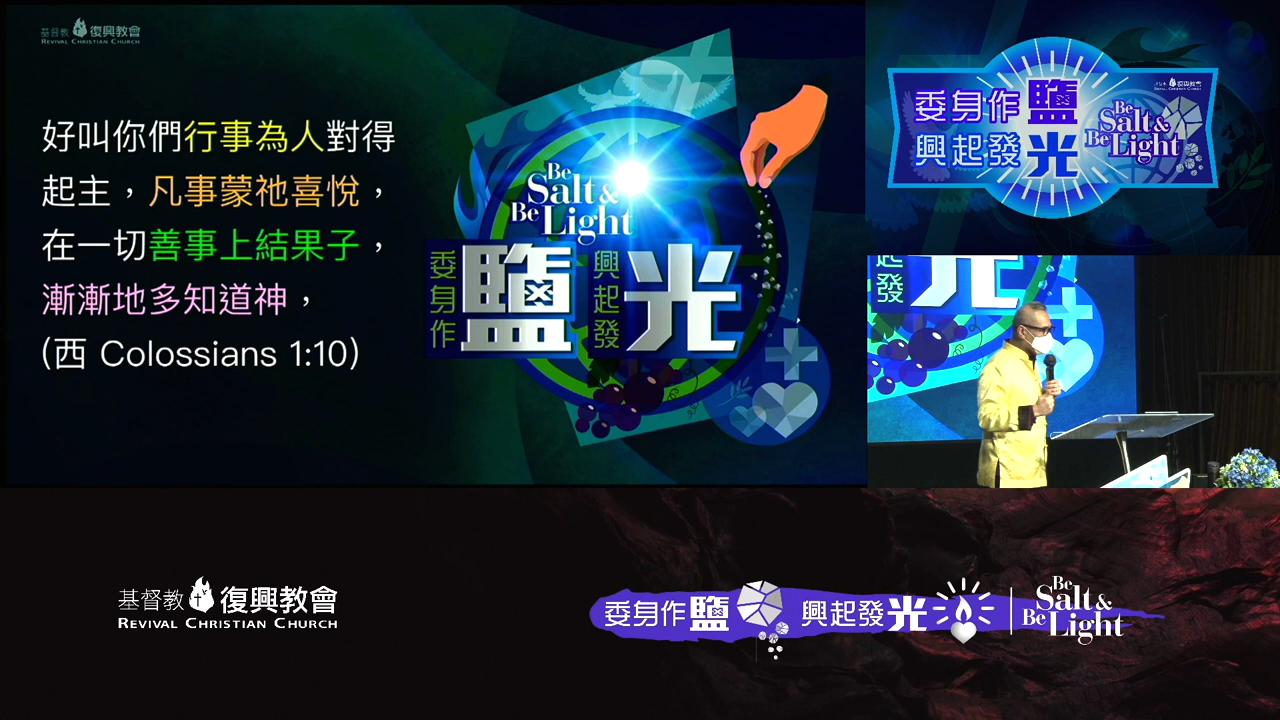 基督教 復興教會
REVIVAL CHRISTIAN CHURCH
好叫你們行事為人對得
起主，凡事蒙祂喜悅，
在一切善事上結果子，
漸漸地多知道神，
(西 Colossians 1:10)
Be
Salt &
Be Light
委身作 鹽 興起發 光
復興教會
委身作 鹽
興起發 光
Be
Salt &
Be Light
起發 光
基督教 復興教會
REVIVAL CHRISTIAN CHURCH
委身作鹽 興起發光
Be
Salt &
Be Light